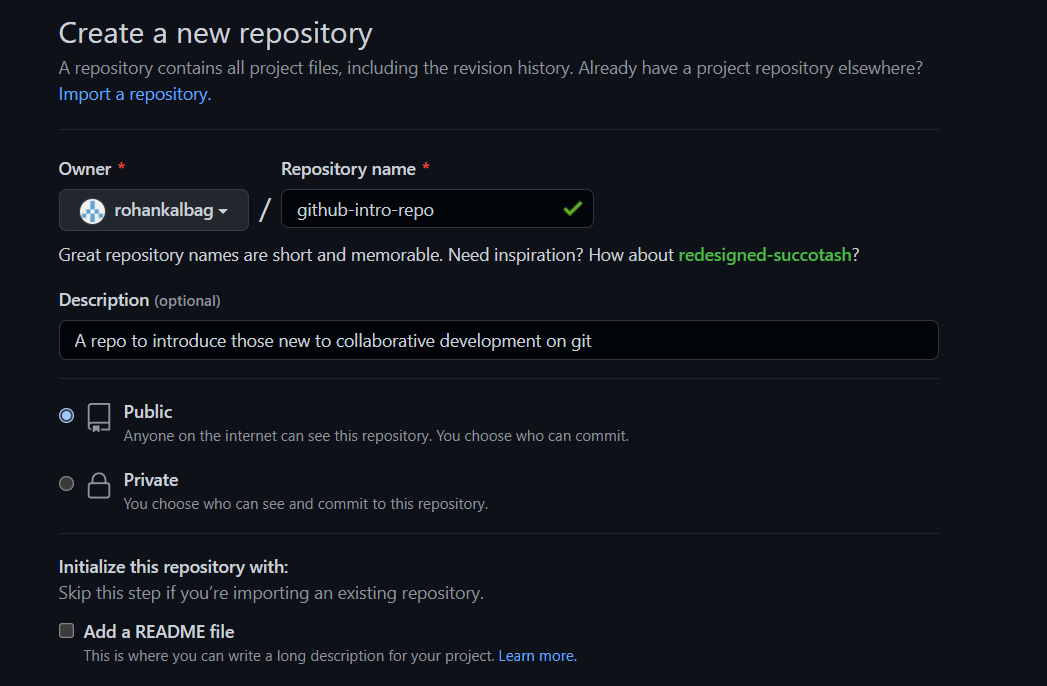 Create a new repository
A repository contains all project files, including the revision history. Already have a project repository elsewhere?
Import a repository.
Owner * Repository name *
rohankalbag / github-intro-repo
Great repository names are short and memorable. Need inspiration? How about redesigned-succotash?
Description (optional)
A repo to introduce those new to collaborative development on git
Public
Anyone on the internet can see this repository. You choose who can commit.
Private
You choose who can see and commit to this repository.
Initialize this repository with:
Skip this step if you’re importing an existing repository.
Add a README file
This is where you can write a long description for your project. Learn more.